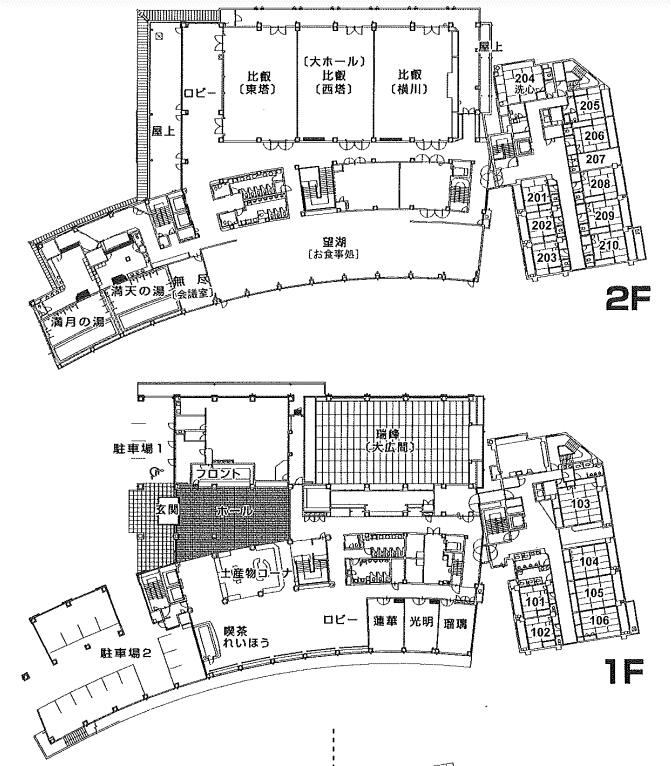 屋上
ロビー
比叡
〔東塔〕
〔大ホール〕
比叡
〔西塔〕
比叡
〔横川〕
屋上
204
洗心
205
206
207
208
209
210
201
202
203
望湖
〔お食事処〕
無尽
〔会議室〕
満天の湯
満月の湯
2F
駐車場1
フロント
瑞峰
〔大広間〕
玄関
ホール
土産物コーナ
喫茶
れいほう
ロビー
蓮華
光明
瑠璃
駐車場2
103
104
105
106
101
102
1F